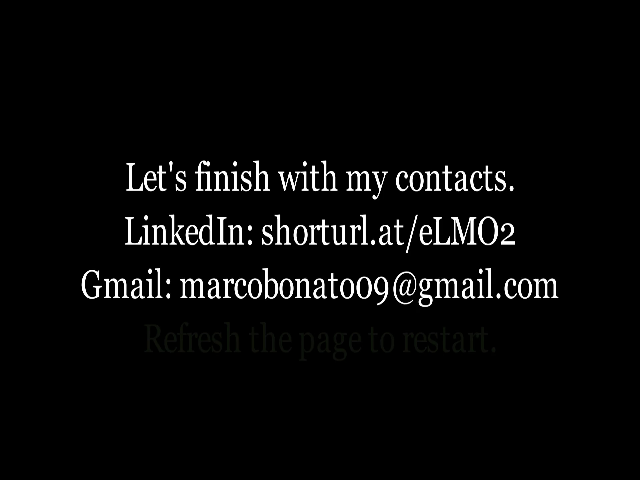 Let's finish with my contacts.
LinkedIn: shorturl.at/eLMO2
Gmail: marcobonato09@gmail.com
Refresh the page to restart.